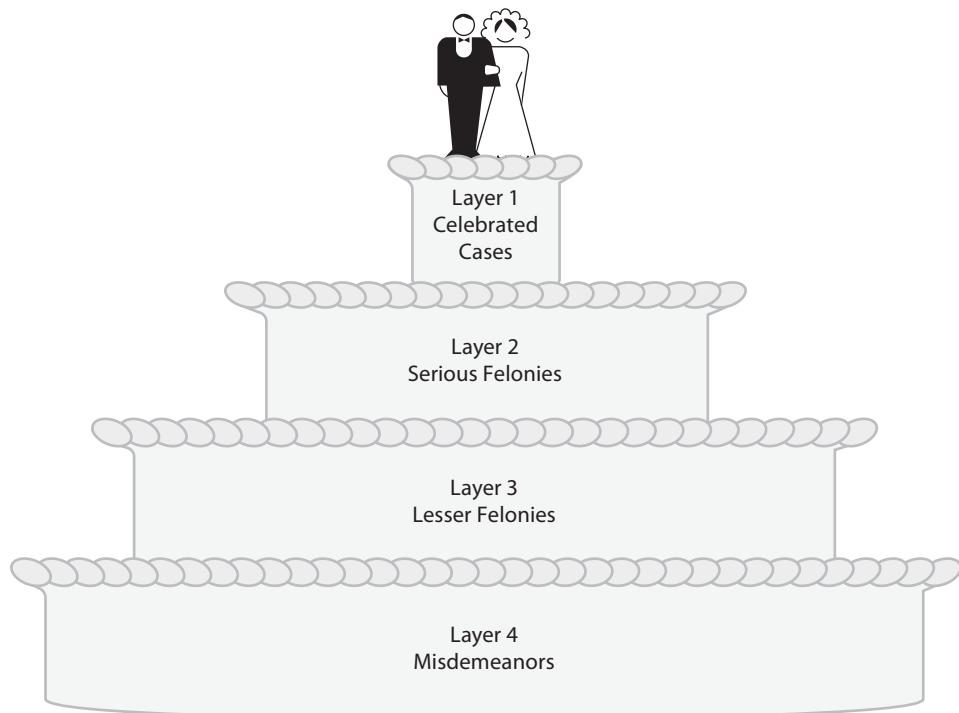 Layer 1
Celebrated
Cases
Layer 2
Serious Felonies
Layer 3
Lesser Felonies
Layer 4
Misdemeanors